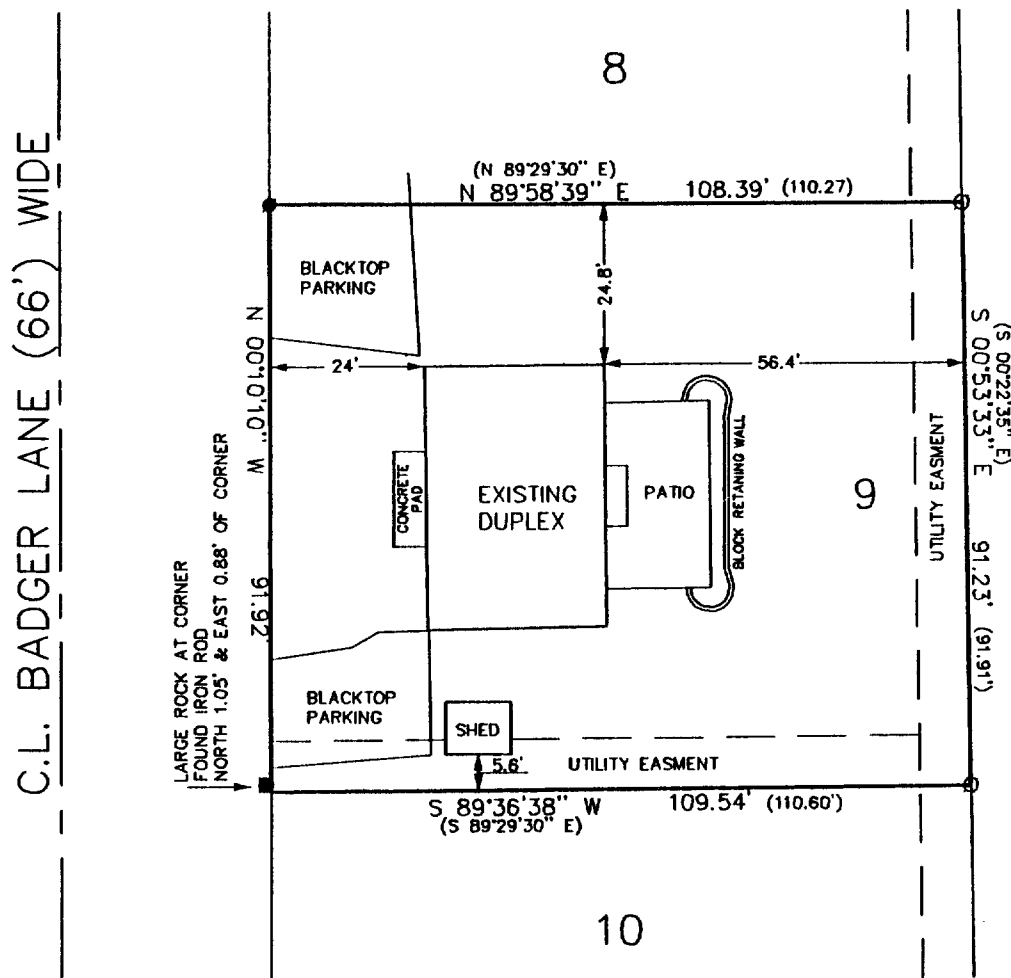 8
(N 89°29'30" E)
N 89°58'39" E
108.39' (110.27)
C.L. BADGER LANE (66') WIDE
BLACKTOP
PARKING
24.8'
N 00°10'10" W
91.92'
24'
56.4'
S 00°53'33" E
(S 00°22'35" E)
91.23' (91.91')
CONCRETE
PAD
EXISTING
DUPLEX
PATIO
BLOCK RETANING WALL
9
UTILITY EASMENT
LARGE ROCK AT CORNER
FOUND IRON ROD
NORTH 1.05' & EAST 0.88' OF CORNER
BLACKTOP
PARKING
SHED
5.6'
UTILITY EASMENT
S 89°36'38" W
(S 89°29'30" E)
109.54' (110.60')
10